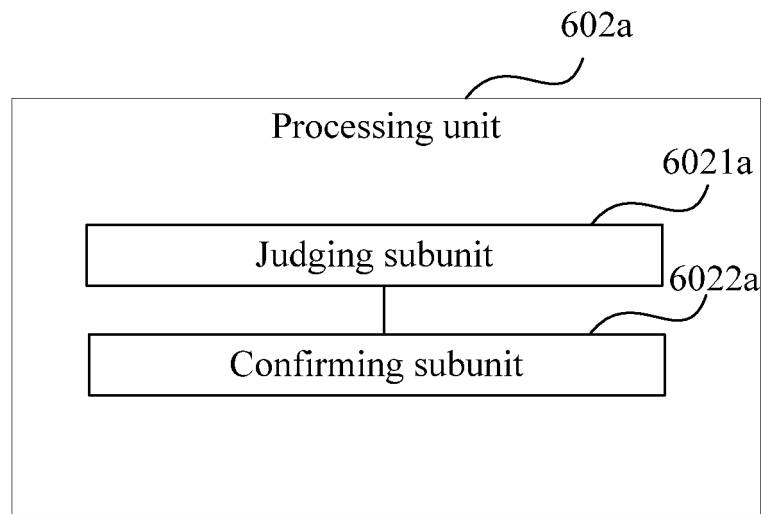 602a
Processing unit
6021a
Judging subunit
6022a
Confirming subunit